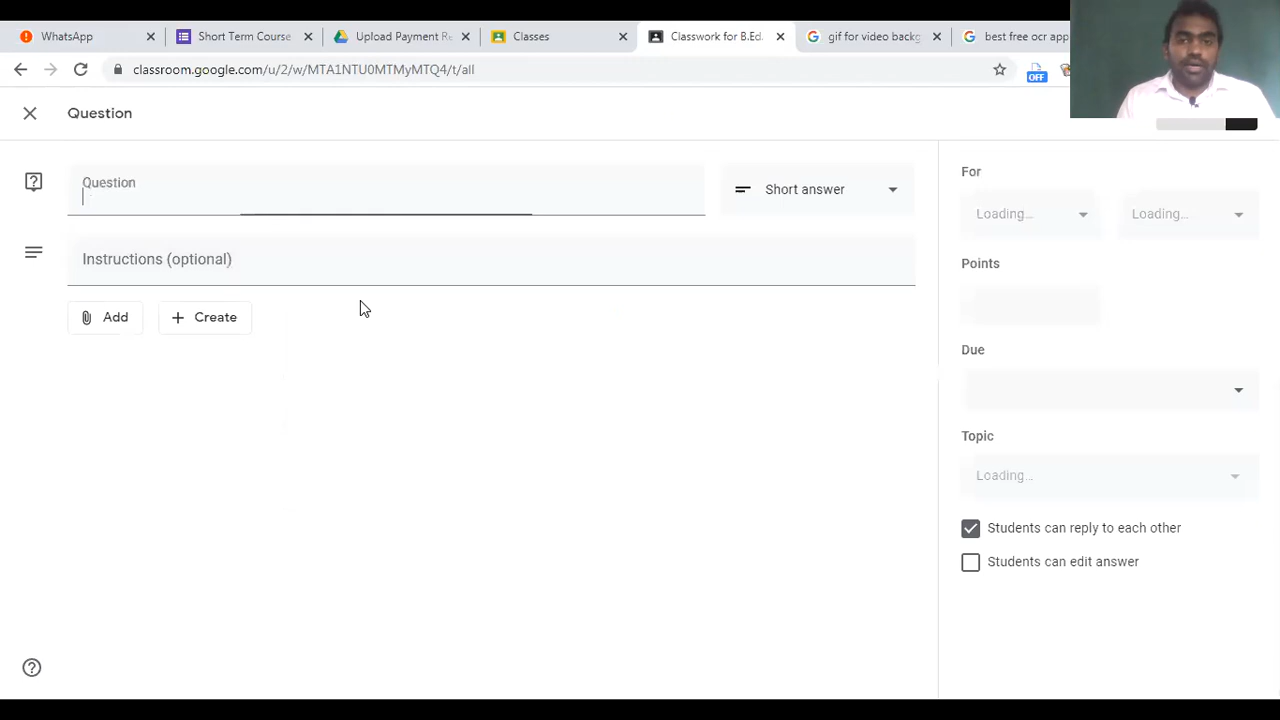 WhatsApp
Short Term Course
Upload Payment Re
Classes
Classwork for B.Ed.
gif for video backg
best free ocr app
classroom.google.com/u/2/w/MTA1NTU0MTMyMTQ4/t/all
OFF
Question
Question
Short answer
Instructions (optional)
Add
Create
For
Loading...
Loading...
Points
Due
Topic
Loading...
Students can reply to each other
Students can edit answer